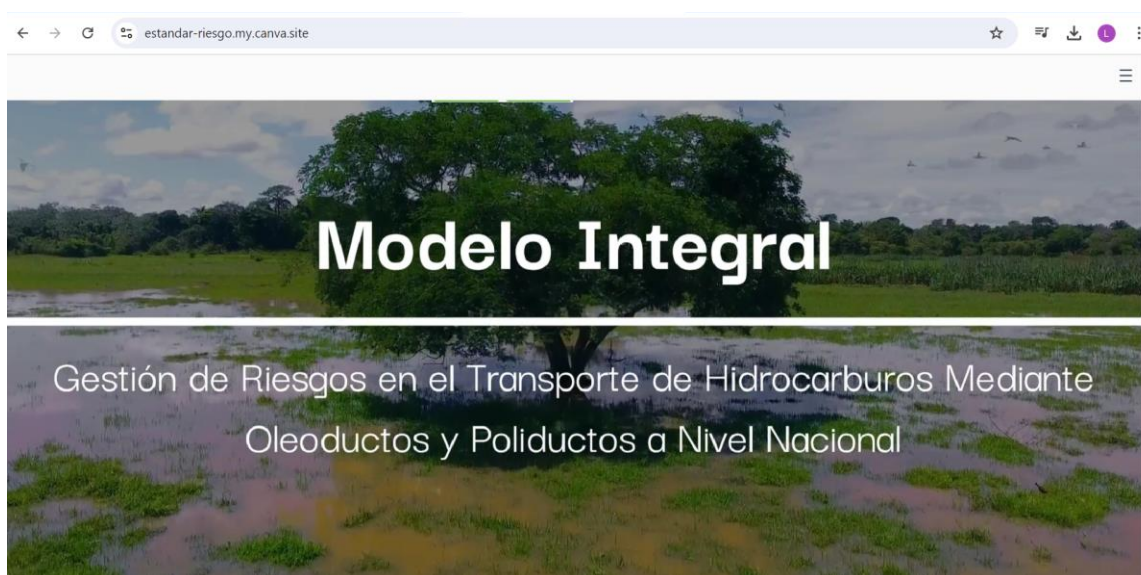 estandar-riesgo.my.canva.site
L
Modelo Integral
Gestión de Riesgos en el Transporte de Hidrocarburos Mediante
Oleoductos y Poliductos a Nivel Nacional